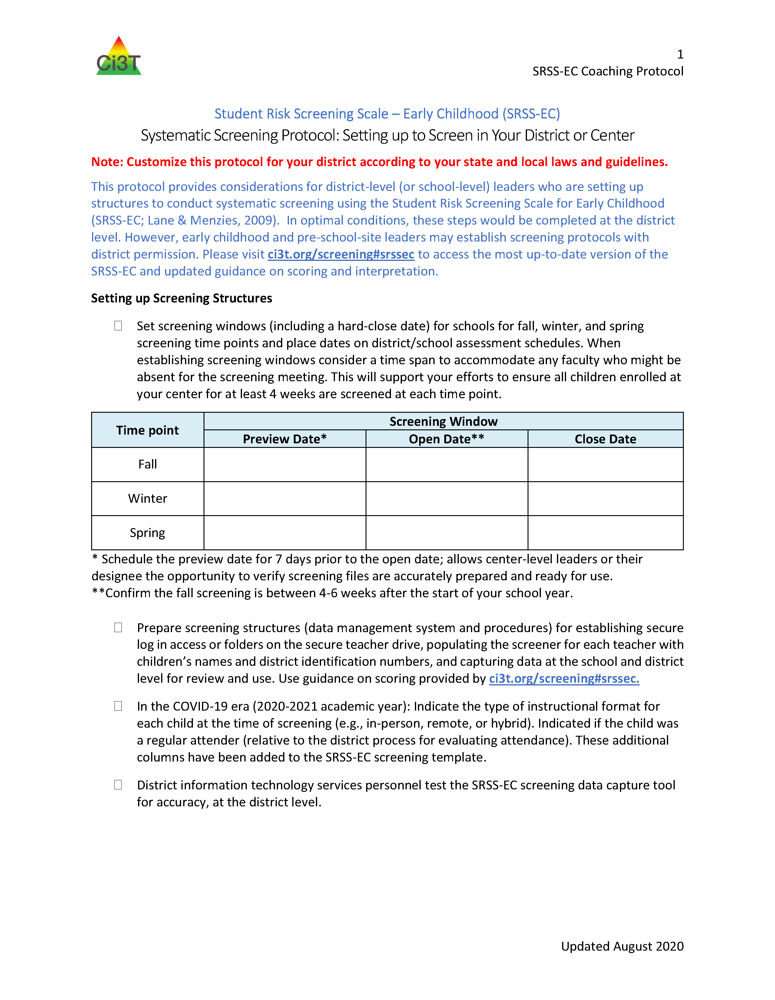 Ci3T
1
SRSS-EC Coaching Protocol
Student Risk Screening Scale – Early Childhood (SRSS-EC)
Systematic Screening Protocol: Setting up to Screen in Your District or Center
Note: Customize this protocol for your district according to your state and local laws and guidelines.
This protocol provides considerations for district-level (or school-level) leaders who are setting up
structures to conduct systematic screening using the Student Risk Screening Scale for Early Childhood
(SRSS-EC; Lane & Menzies, 2009).  In optimal conditions, these steps would be completed at the district
level. However, early childhood and pre-school-site leaders may establish screening protocols with
district permission. Please visit ci3t.org/screening#srssec to access the most up-to-date version of the
SRSS-EC and updated guidance on scoring and interpretation.
Setting up Screening Structures
☐ Set screening windows (including a hard-close date) for schools for fall, winter, and spring
screening time points and place dates on district/school assessment schedules. When
establishing screening windows consider a time span to accommodate any faculty who might be
absent for the screening meeting. This will support your efforts to ensure all children enrolled at
your center for at least 4 weeks are screened at each time point.
Time point
Screening Window
Preview Date* Open Date** Close Date
Fall
Winter
Spring
* Schedule the preview date for 7 days prior to the open date; allows center-level leaders or their
designee the opportunity to verify screening files are accurately prepared and ready for use.
**Confirm the fall screening is between 4-6 weeks after the start of your school year.
☐ Prepare screening structures (data management system and procedures) for establishing secure
log in access or folders on the secure teacher drive, populating the screener for each teacher with
children’s names and district identification numbers, and capturing data at the school and district
level for review and use. Use guidance on scoring provided by ci3t.org/screening#srssec.
☐ In the COVID-19 era (2020-2021 academic year): Indicate the type of instructional format for
each child at the time of screening (e.g., in-person, remote, or hybrid). Indicated if the child was
a regular attender (relative to the district process for evaluating attendance). These additional
columns have been added to the SRSS-EC screening template.
☐ District information technology services personnel test the SRSS-EC screening data capture tool
for accuracy, at the district level.
Updated August 2020